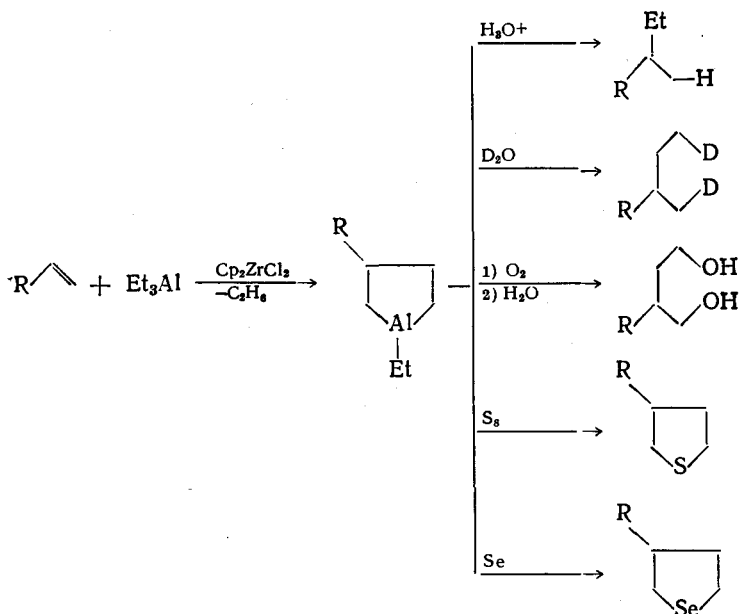 H₃O+
Et
R
H
D₂O
D
D
R
R + Et₃Al
Cp₂ZrCl₂
–C₂H₆
R
Al
Et
1) O₂
2) H₂O
OH
OH
R
S₈
R
S
Se
R
Se